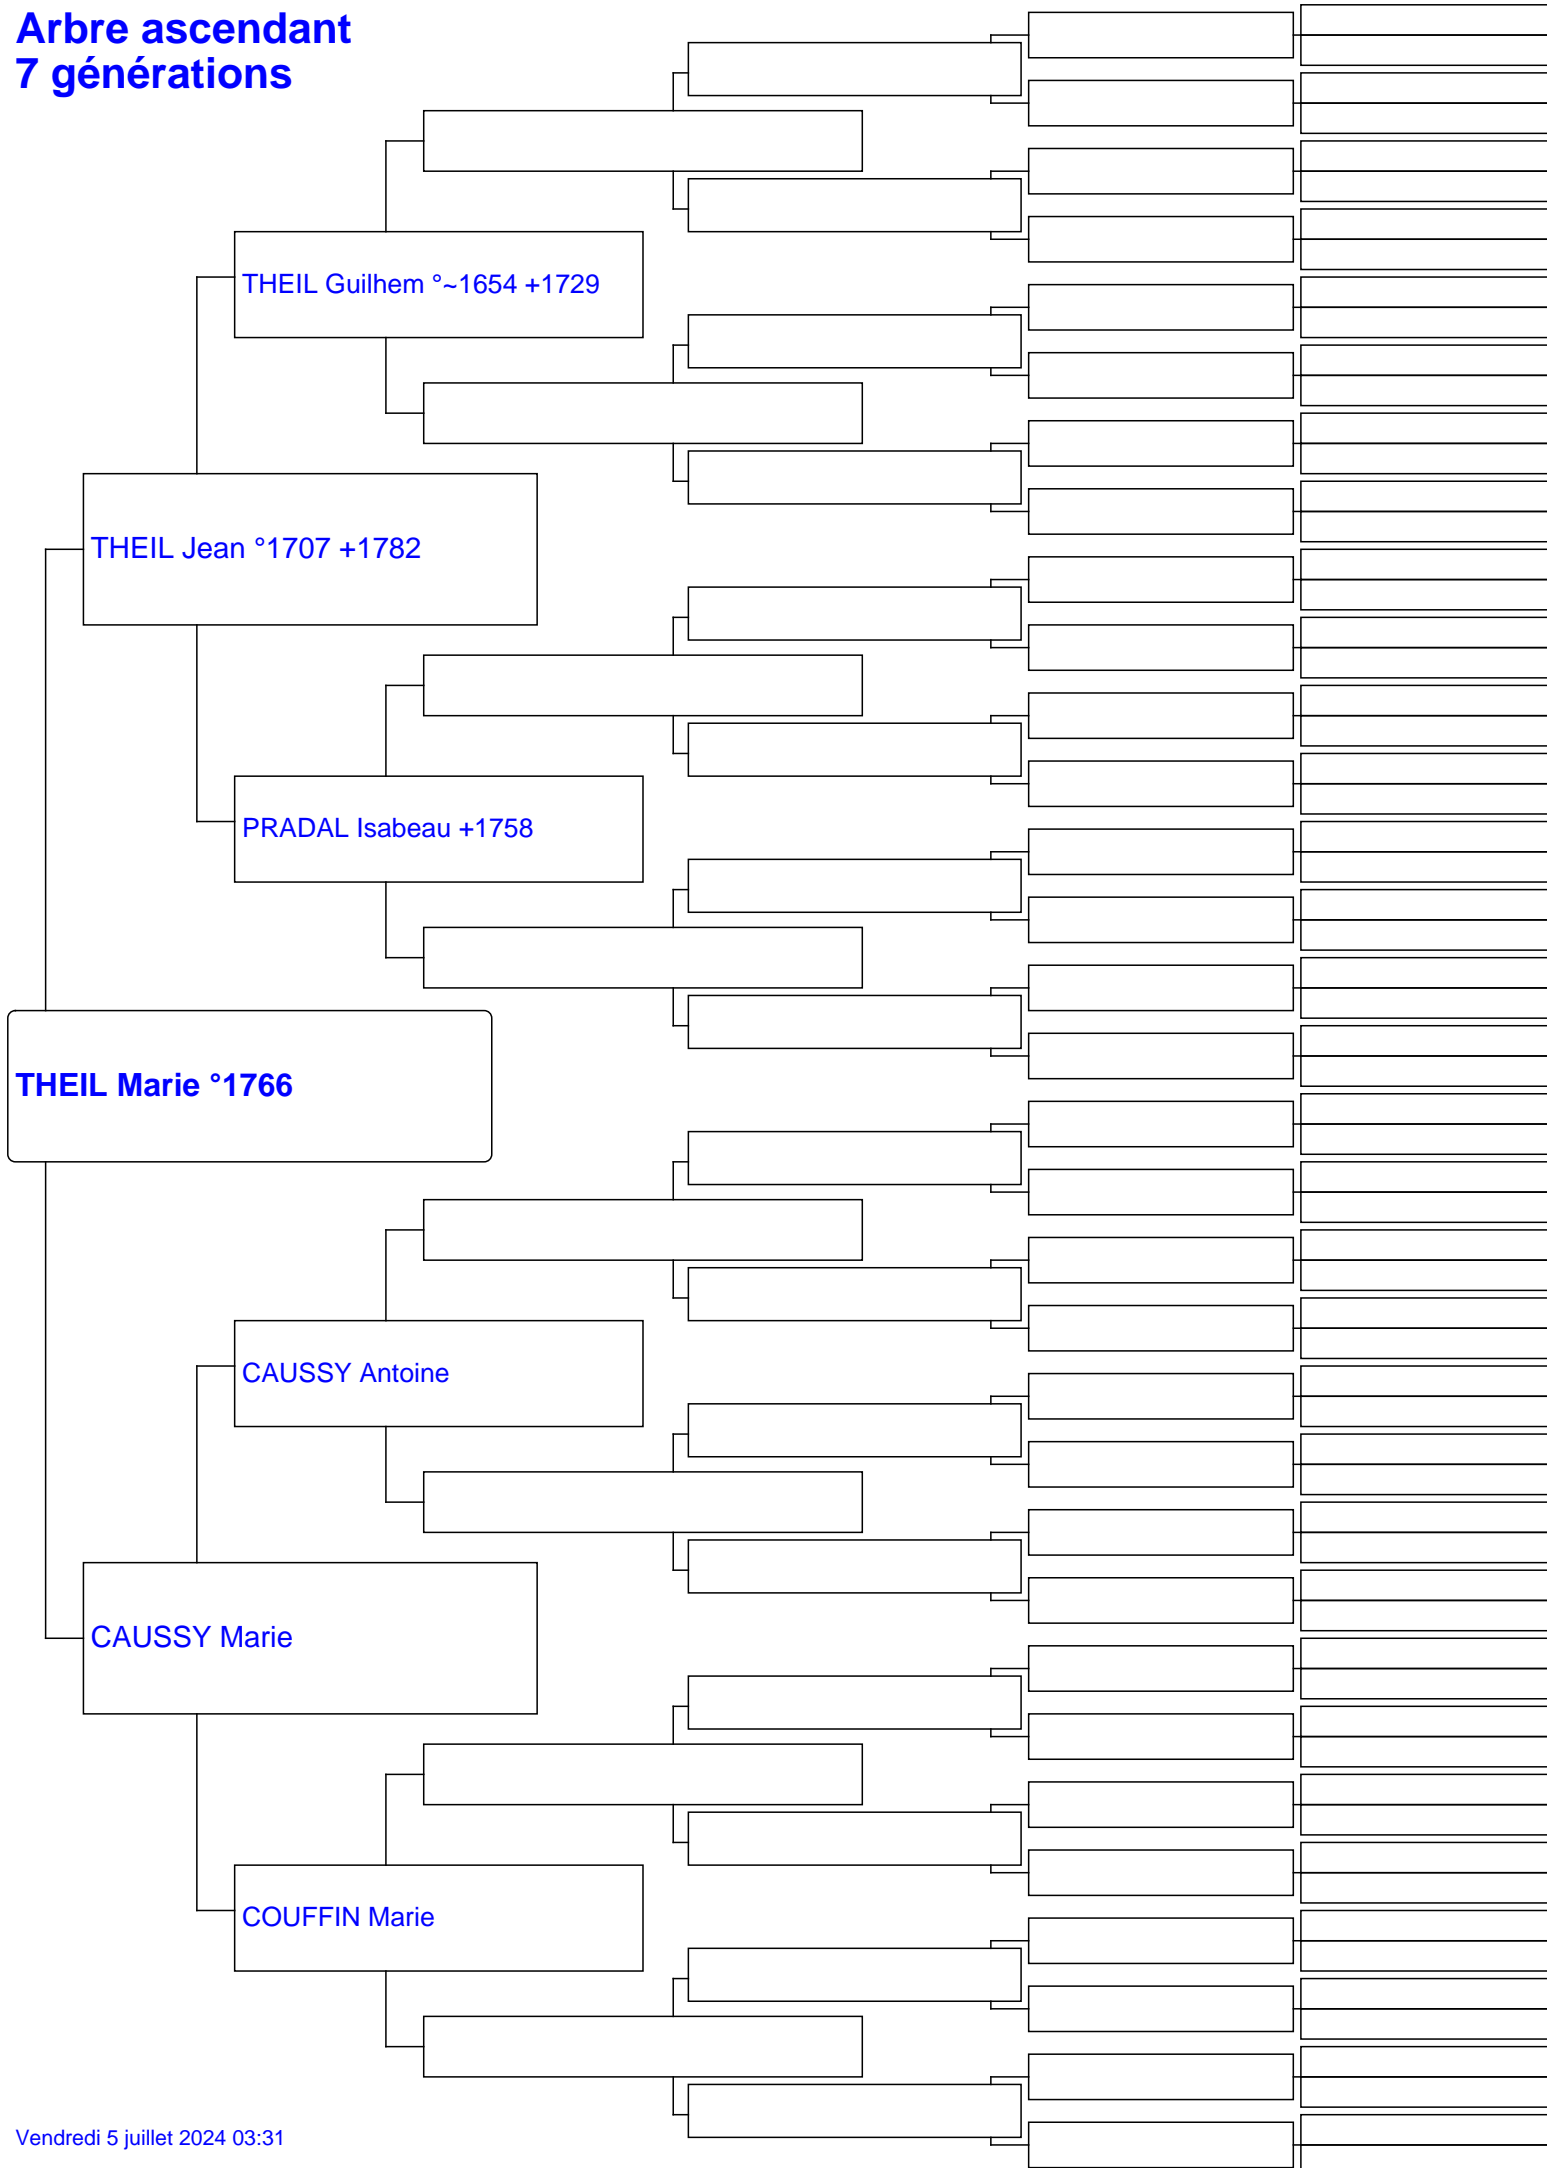 Arbre ascendant
7 générations
THEIL Guilhem °~1654 +1729
THEIL Jean °1707 +1782
PRADAL Isabeau +1758
THEIL Marie °1766
CAUSSY Antoine
CAUSSY Marie
COUFFIN Marie
Vendredi 5 juillet 2024 03:31